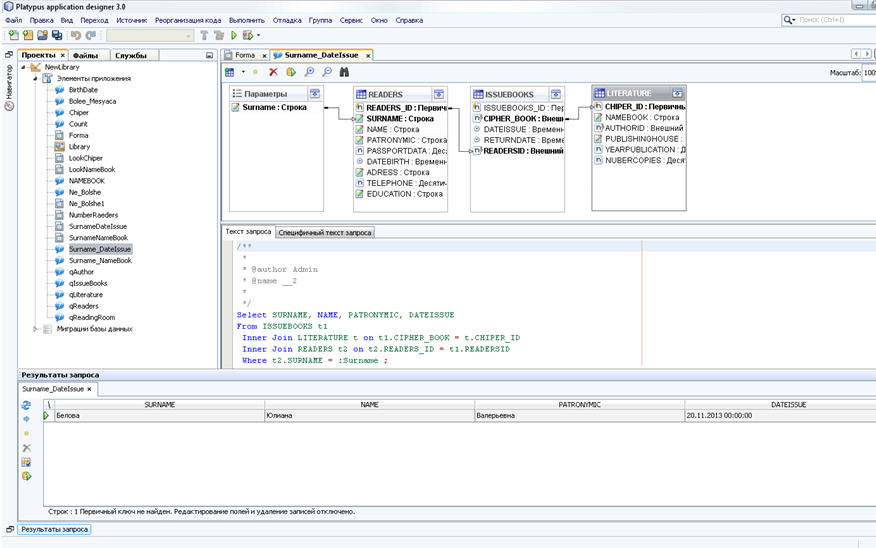 Platypus application designer 3.0
Файл Правка Вид Переход Источник Реорганизация кода Выполнить Отладка Группа Сервис Окно Справка
Поиск (Ctrl+I)
Проекты × Файлы Службы
Forma × Surname_DateIssue ×
Навигатор
Масштаб: 100%
NewLibrary
Элементы приложения
BirthDate
Bolee_Mesyaca
Chiper
Count
Forma
Library
LookChiper
LookNameBook
NAMEBOOK
Ne_Bolshe
Ne_Bolshe1
NumberRaeders
SurnameDateIssue
SurnameNameBook
Surname_DateIssue
Surname_NameBook
qAuthor
qIssueBooks
qLiterature
qReaders
qReadingRoom
Миграции базы данных
Параметры
Surname : Строка
READERS
READERS_ID : Первичн
SURNAME : Строка
NAME : Строка
PATRONYMIC : Строка
PASSPORTDATA : Дес
DATEBIRTH : Временн
ADRESS : Строка
TELEPHONE : Десятич
EDUCATION : Строка
ISSUEBOOKS
ISSUEBOOKS_ID : Пер
CIPHER_BOOK : Внеш
DATEISSUE : Времен
RETURNDATE : Време
READERSID : Внешний
LITERATURE
CHIPER_ID : Первичн
NAMEBOOK : Строка
AUTHORID : Внешний
PUBLISHINGHOUSE :
YEARPUBLICATION : Д
NUBERCOPIES : Десят
Текст запроса Специфичный текст запроса
/**
*
* @author Admin
* @name __2
*
*/
Select SURNAME, NAME, PATRONYMIC, DATEISSUE
From ISSUEBOOKS t1
Inner Join LITERATURE t on t1.CIPHER_BOOK = t.CHIPER_ID
Inner Join READERS t2 on t2.READERS_ID = t1.READERSID
Where t2.SURNAME = :Surname ;
Результаты запроса
Surname_DateIssue ×
\ SURNAME NAME PATRONYMIC DATEISSUE
Белова Юлиана Валерьевна 20.11.2013 00:00:00
Строк : 1 Первичный ключ не найден. Редактирование полей и удаление записей отключено.
Результаты запроса